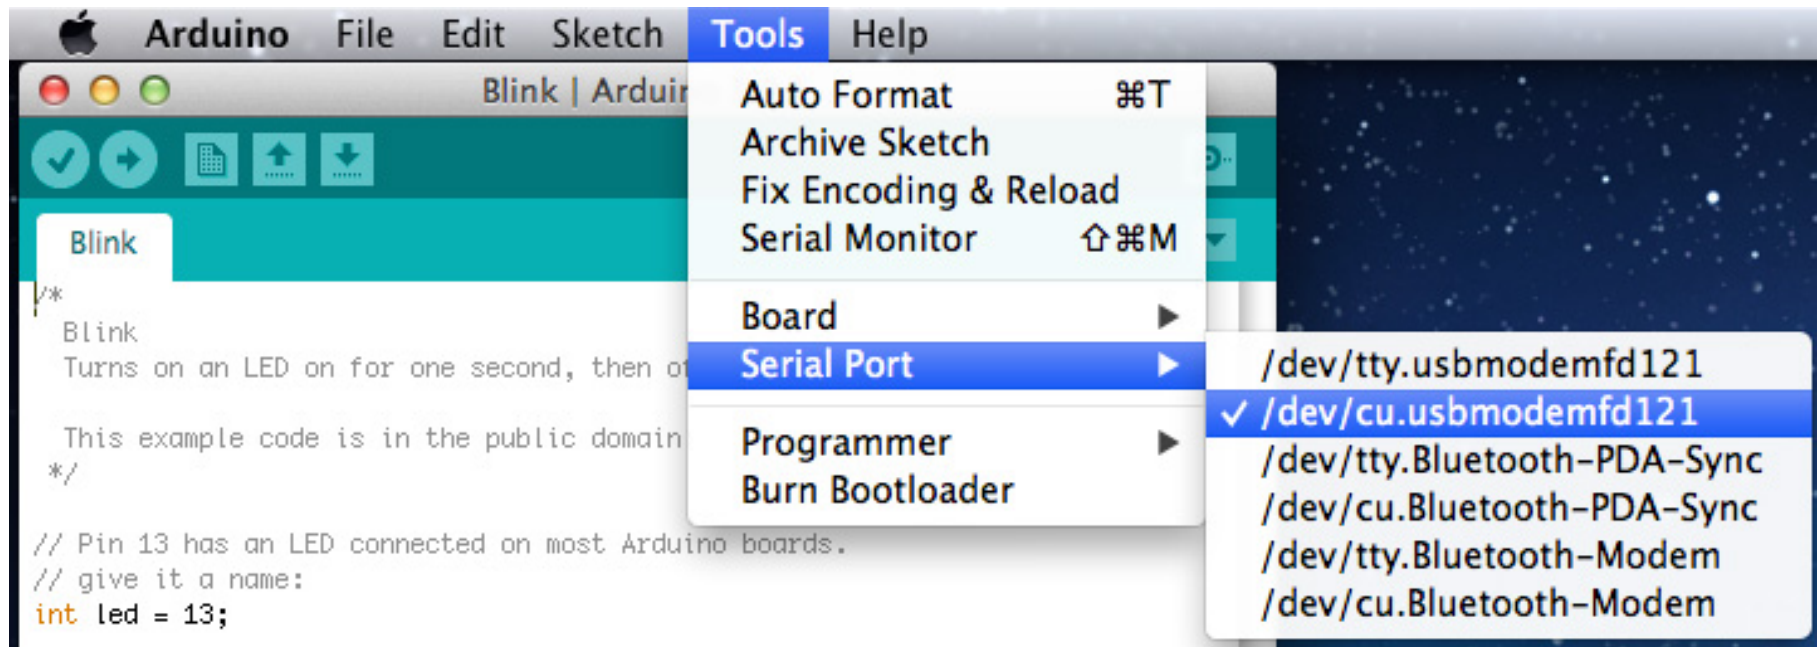 Arduino File Edit Sketch Tools Help
Blink | Arduin
Auto Format ⌘T
Archive Sketch
Fix Encoding & Reload
Serial Monitor ⇧⌘M
Board
Serial Port
Programmer
Burn Bootloader
/dev/tty.usbmodemfd121
✓ /dev/cu.usbmodemfd121
/dev/tty.Bluetooth-PDA-Sync
/dev/cu.Bluetooth-PDA-Sync
/dev/tty.Bluetooth-Modem
/dev/cu.Bluetooth-Modem
Blink
/*
Blink
Turns on an LED on for one second, then of
This example code is in the public domain
*/
// Pin 13 has an LED connected on most Arduino boards.
// give it a name:
int led = 13;